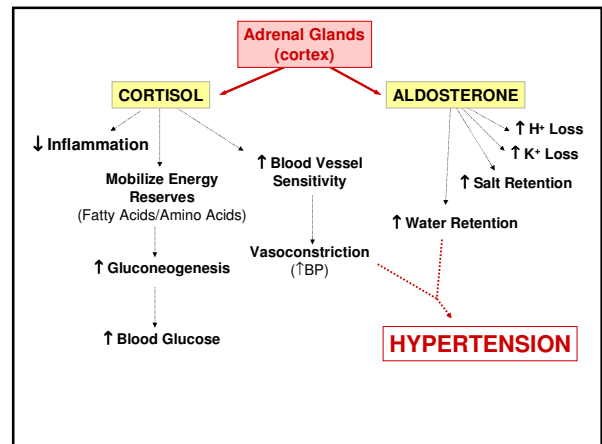 Adrenal Glands
(cortex)
CORTISOL
ALDOSTERONE
↓ Inflammation
Mobilize Energy
Reserves
(Fatty Acids/Amino Acids)
↑ Gluconeogenesis
↑ Blood Glucose
↑ Blood Vessel
Sensitivity
Vasoconstriction
(↑BP)
↑ H⁺ Loss
↑ K⁺ Loss
↑ Salt Retention
↑ Water Retention
HYPERTENSION